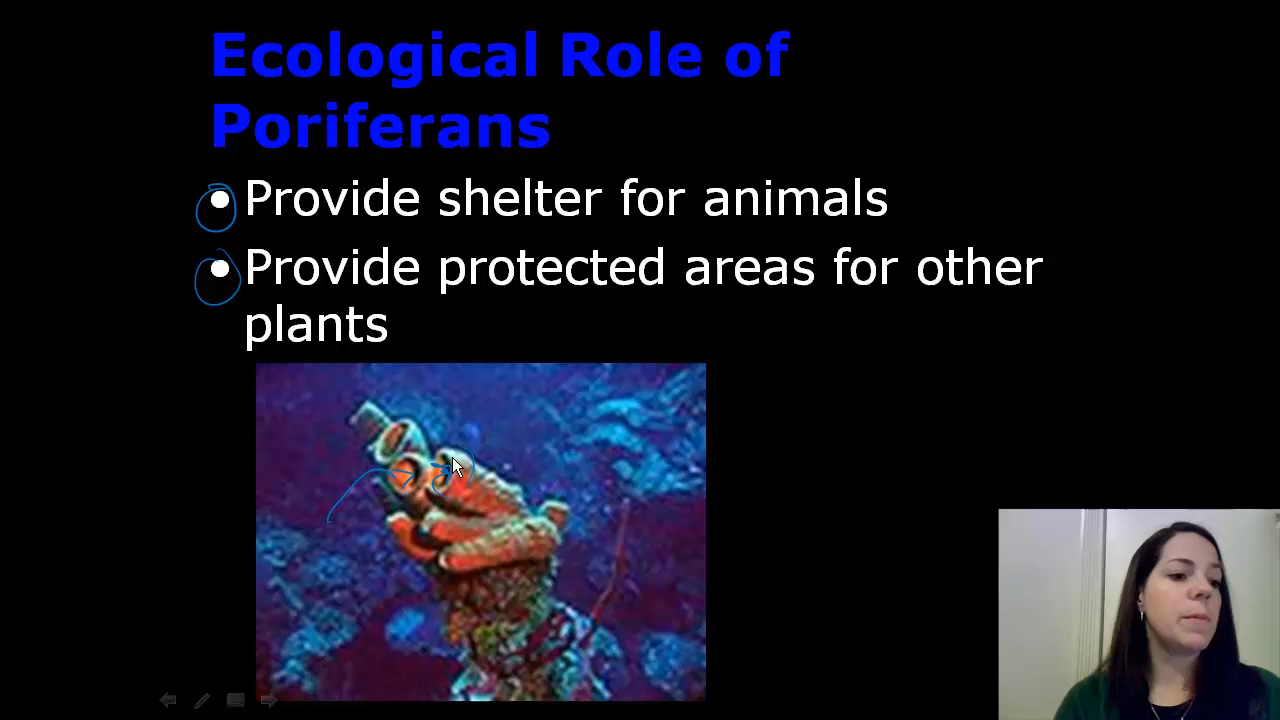 Ecological Role of
Poriferans
• Provide shelter for animals
• Provide protected areas for other
plants